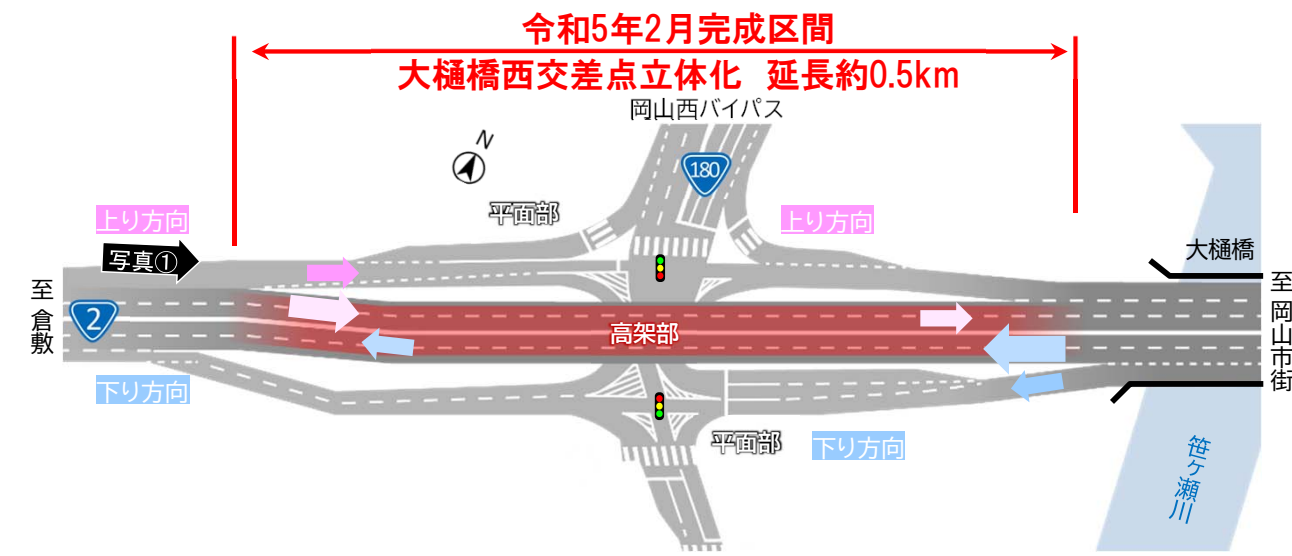 令和5年2月完成区間
大樋橋西交差点立体化 延長約0.5km
岡山西バイパス
N
180
平面部
上り方向
上り方向
写真①
大樋橋
至 倉敷
2
高架部
至 岡山市街
下り方向
平面部
下り方向
笹ヶ瀬川